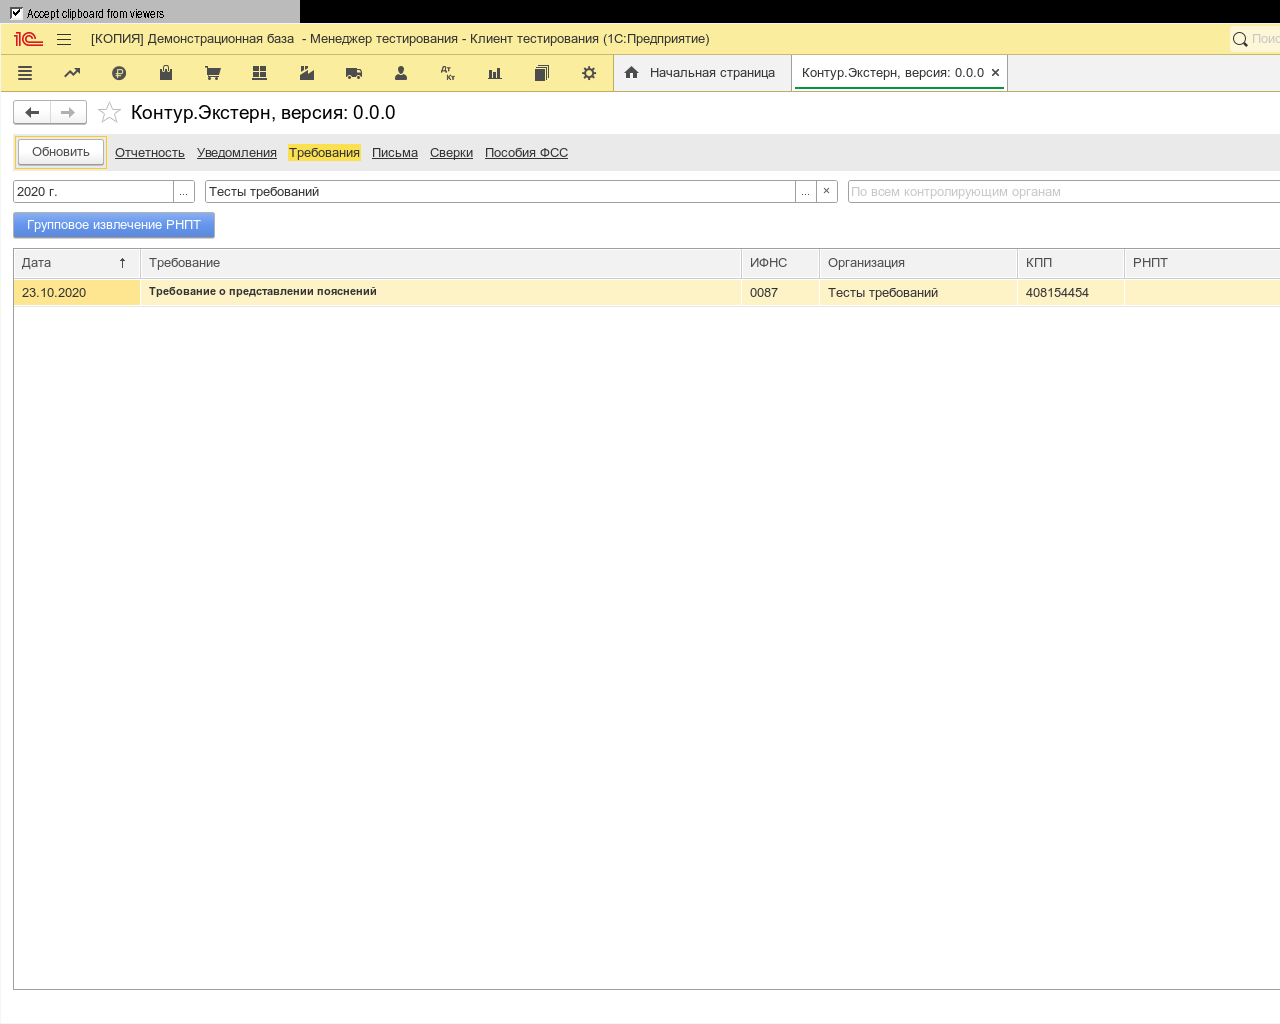 Accept clipboard from viewers
[КОПИЯ] Демонстрационная база - Менеджер тестирования - Клиент тестирования (1С:Предприятие)
Начальная страница
Контур.Экстерн, версия: 0.0.0 ×
Контур.Экстерн, версия: 0.0.0
Обновить Отчетность Уведомления Требования Письма Сверки Пособия ФСС
2020 г. ... Тесты требований ... × По всем контролирующим органам
Групповое извлечение РНПТ
Дата ↑ Требование ИФНС Организация КПП РНПТ
23.10.2020 Требование о представлении пояснений 0087 Тесты требований 408154454